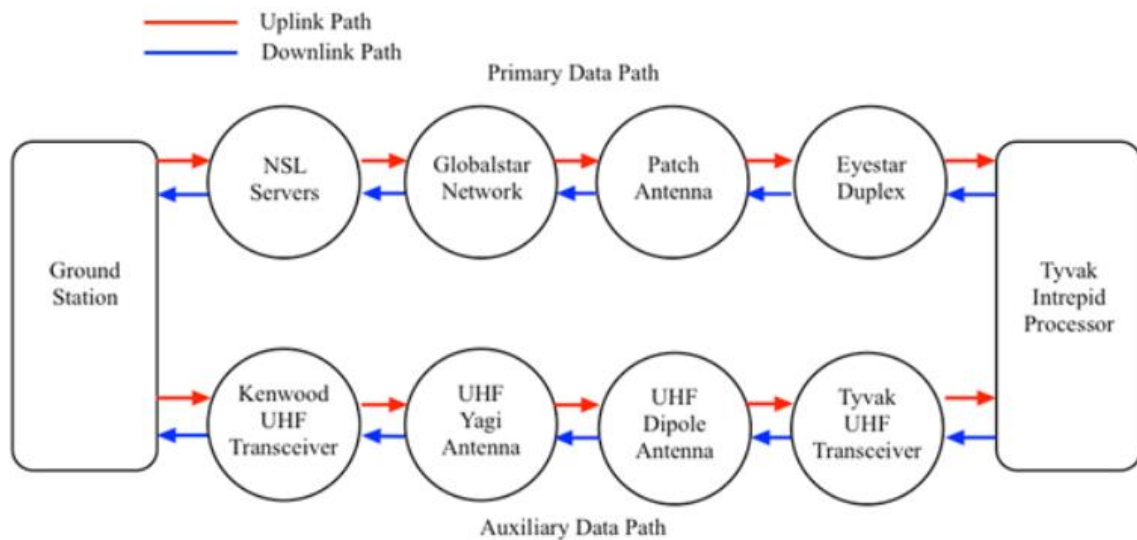 Uplink Path
Downlink Path
Primary Data Path
NSL
Servers
Globalstar
Network
Patch
Antenna
Eyestar
Duplex
Ground
Station
Tyvak
Intrepid
Processor
Kenwood
UHF
Transceiver
UHF
Yagi
Antenna
UHF
Dipole
Antenna
Tyvak
UHF
Transceiver
Auxiliary Data Path